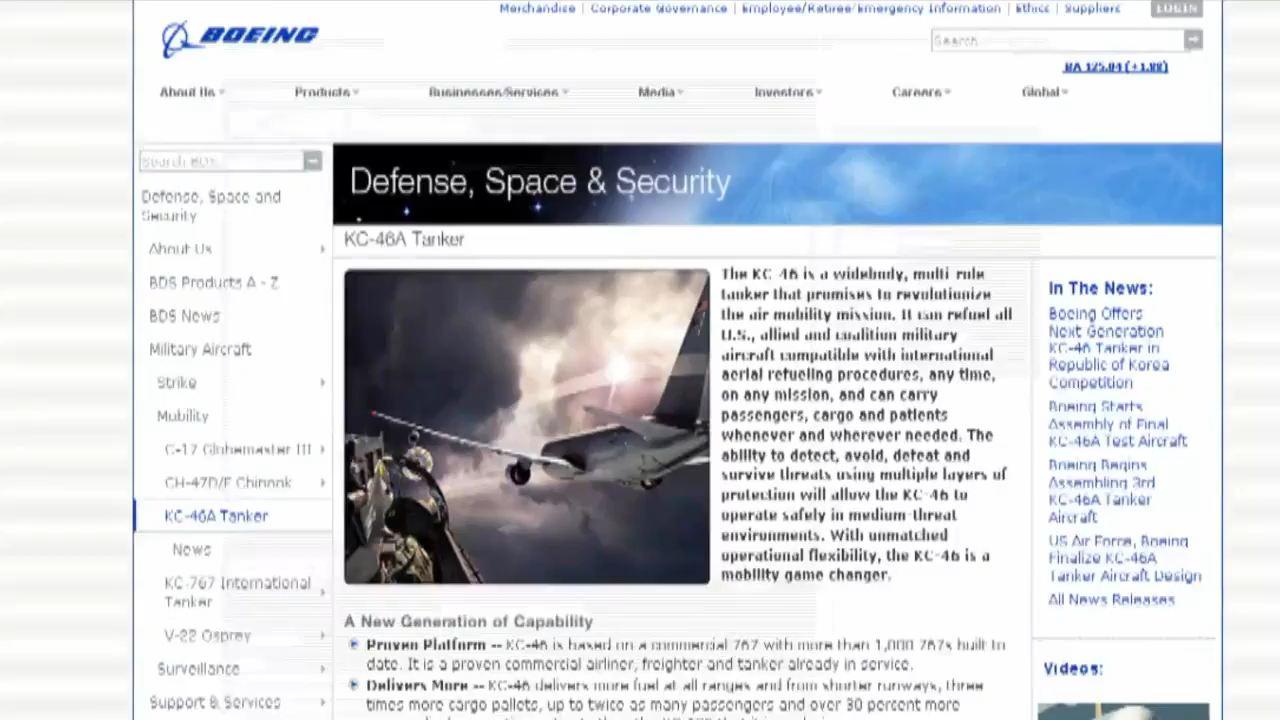 Merchandise | Corporate Governance | Employee/Retiree/Emergency Information | Ethics | Suppliers LOGIN
BOEING
Search
BA 125.04 (+1.88)
About Us Products Businesses/Services Media Investors Careers Global
Search BDS
Defense, Space & Security
Defense, Space and
Security
About Us
BDS Products A - Z
BDS News
Military Aircraft
Strike
Mobility
C-17 Globemaster III
CH-47D/F Chinook
KC-46A Tanker
News
KC-767 International
Tanker
V-22 Osprey
Surveillance
Support & Services
KC-46A Tanker
The KC-46 is a widebody, multi-role
tanker that promises to revolutionize
the air mobility mission. It can refuel all
U.S., allied and coalition military
aircraft compatible with international
aerial refueling procedures, any time,
on any mission, and can carry
passengers, cargo and patients
whenever and wherever needed. The
ability to detect, avoid, defeat and
survive threats using multiple layers of
protection will allow the KC-46 to
operate safely in medium-threat
environments. With unmatched
operational flexibility, the KC-46 is a
mobility game changer.
A New Generation of Capability
Proven Platform -- KC-46 is based on a commercial 767 with more than 1,000 767s built to
date. It is a proven commercial airliner, freighter and tanker already in service.
Delivers More -- KC-46 delivers more fuel at all ranges and from shorter runways, three
times more cargo pallets, up to twice as many passengers and over 30 percent more
In The News:
Boeing Offers
Next Generation
KC-46 Tanker in
Republic of Korea
Competition
Boeing Starts
Assembly of Final
KC-46A Test Aircraft
Boeing Begins
Assembling 3rd
KC-46A Tanker
Aircraft
US Air Force, Boeing
Finalize KC-46A
Tanker Aircraft Design
All News Releases
Videos: